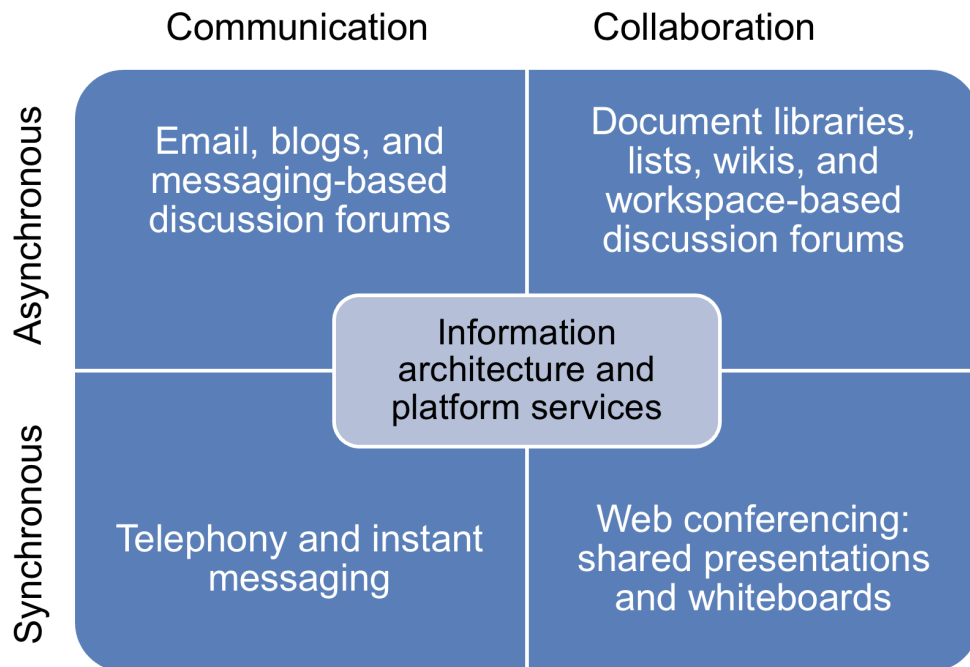 Communication
Collaboration
Asynchronous
Email, blogs, and
messaging-based
discussion forums
Document libraries,
lists, wikis, and
workspace-based
discussion forums
Information
architecture and
platform services
Synchronous
Telephony and instant
messaging
Web conferencing:
shared presentations
and whiteboards